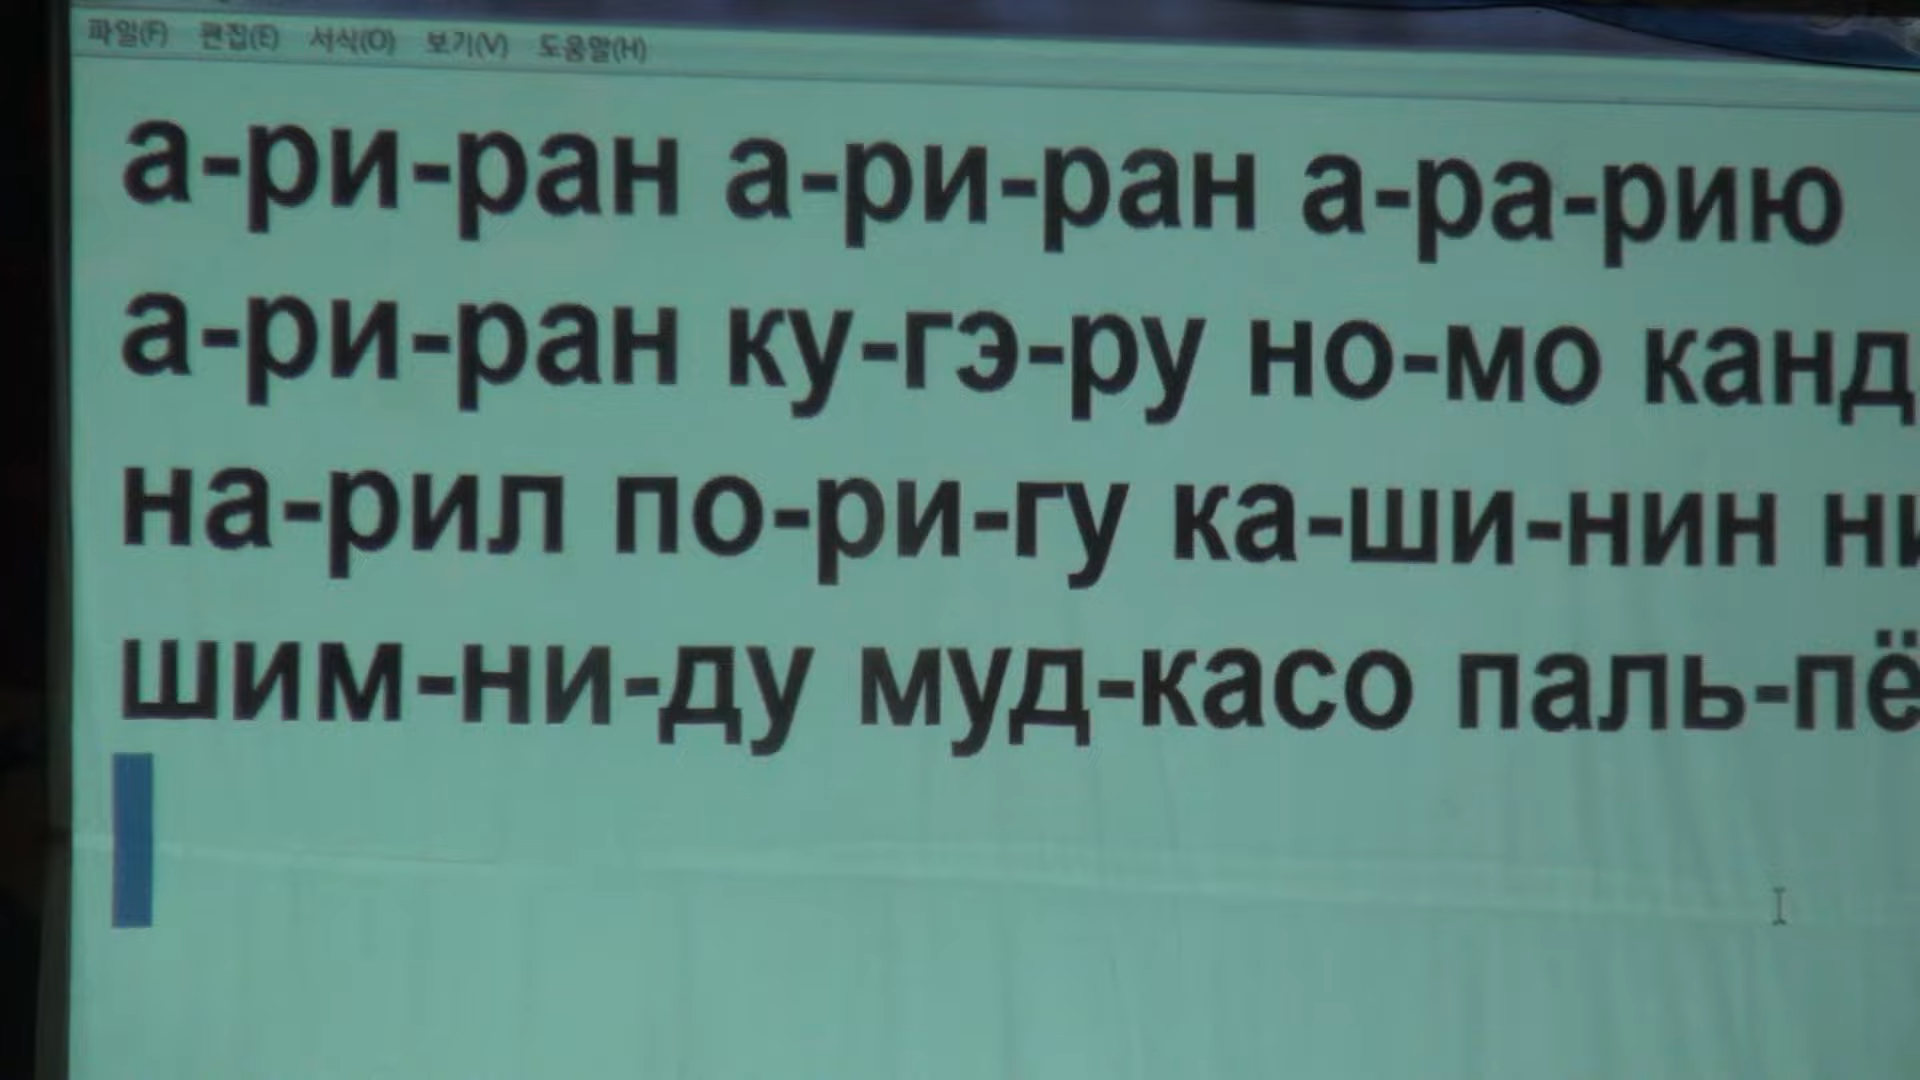 파일(F) 편집(E) 서식(O) 보기(V) 도움말(H)
а-ри-ран а-ри-ран а-ра-рию
а-ри-ран ку-гэ-ру но-мо канд
на-рил по-ри-гу ка-ши-нин ни
шим-ни-ду муд-касо паль-пё